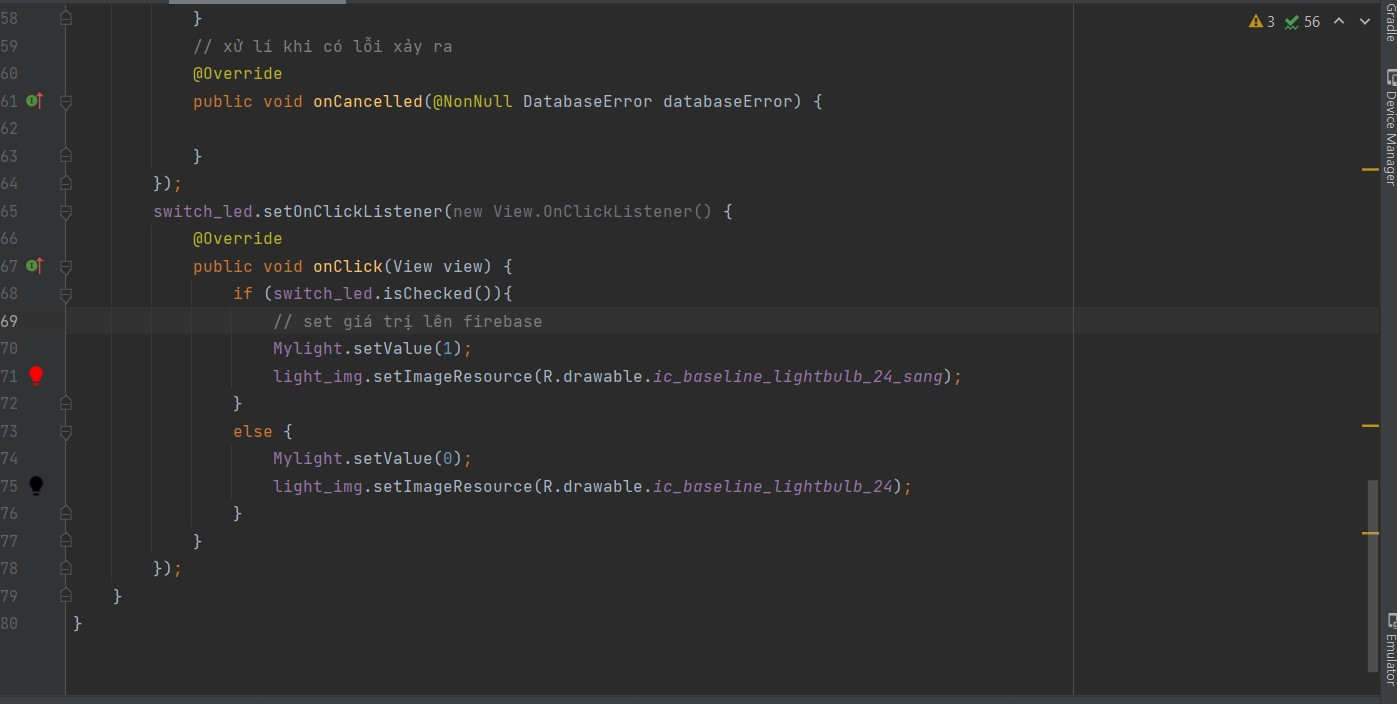 3 56
58 }
59 // xử lí khi có lỗi xảy ra
60 @Override
61 public void onCancelled(@NonNull DatabaseError databaseError) {
62
63 }
64 });
65 switch_led.setOnClickListener(new View.OnClickListener() {
66 @Override
67 public void onClick(View view) {
68 if (switch_led.isChecked()){
69 // set giá trị lên firebase
70 Mylight.setValue(1);
71 light_img.setImageResource(R.drawable.ic_baseline_lightbulb_24_sang);
72 }
73 else {
74 Mylight.setValue(0);
75 light_img.setImageResource(R.drawable.ic_baseline_lightbulb_24);
76 }
77 }
78 });
79 }
80 }
Gradle
Device Manager
Emulator